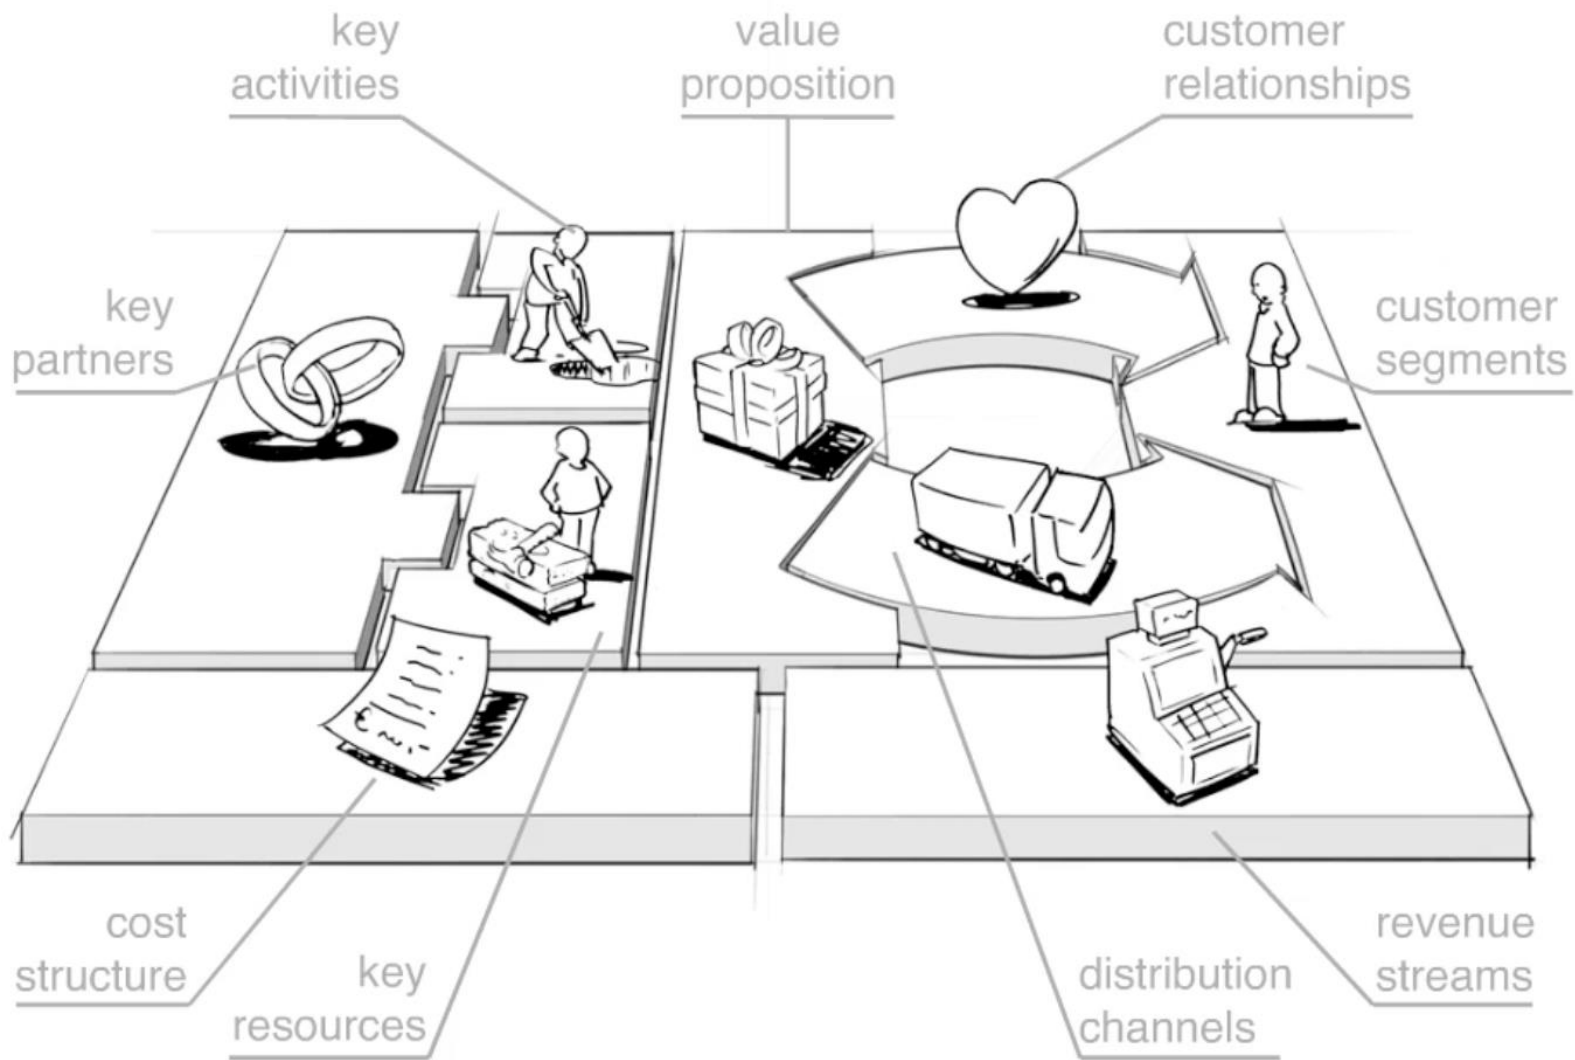 key
activities
value
proposition
customer
relationships
key
partners
customer
segments
cost
structure
key
resources
distribution
channels
revenue
streams